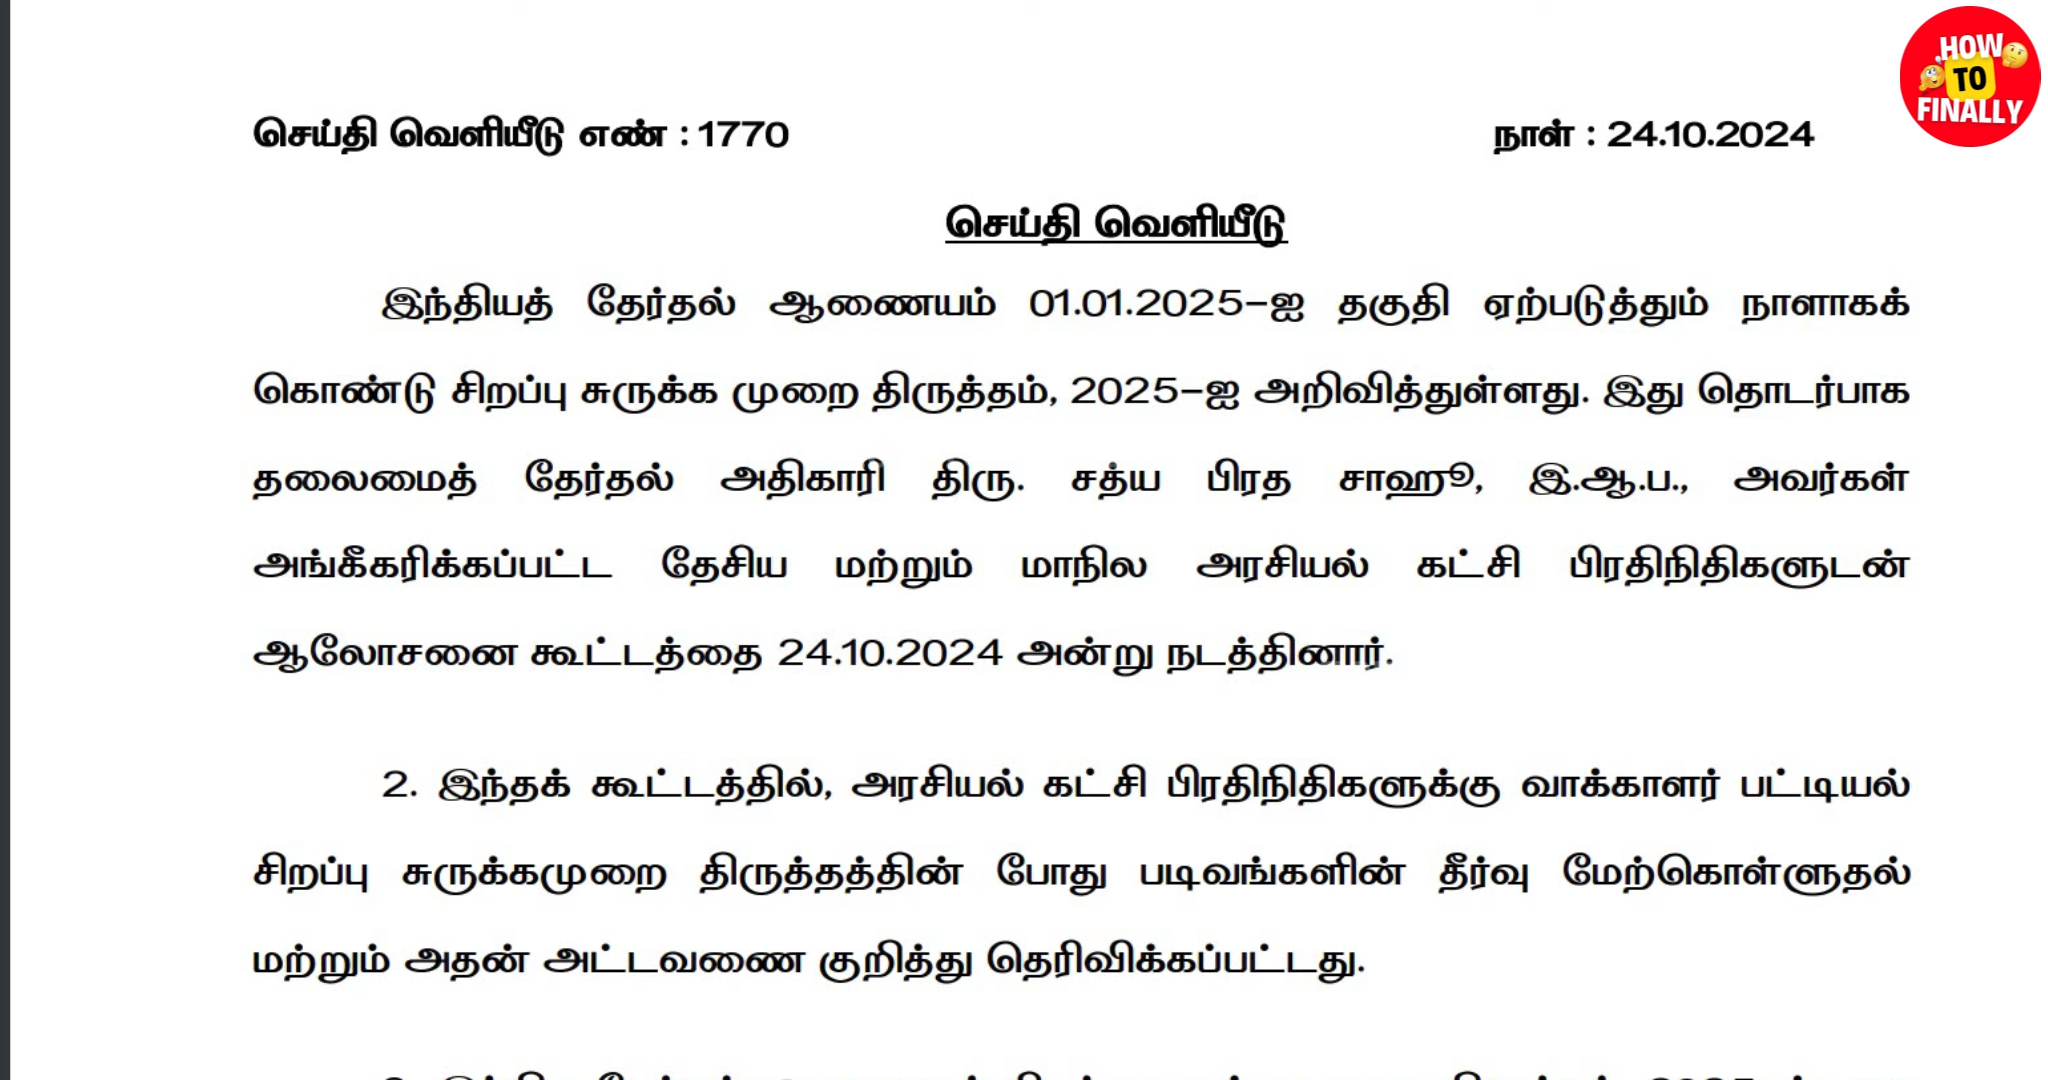 HOW
TO
FINALLY
செய்தி வெளியீடு எண் : 1770 நாள் : 24.10.2024
செய்தி வெளியீடு
இந்தியத் தேர்தல் ஆணையம் 01.01.2025-ஐ தகுதி ஏற்படுத்தும் நாளாகக்
கொண்டு சிறப்பு சுருக்க முறை திருத்தம், 2025-ஐ அறிவித்துள்ளது. இது தொடர்பாக
தலைமைத் தேர்தல் அதிகாரி திரு. சத்ய பிரத சாஹூ, இ.ஆ.ப., அவர்கள்
அங்கீகரிக்கப்பட்ட தேசிய மற்றும் மாநில அரசியல் கட்சி பிரதிநிதிகளுடன்
ஆலோசனை கூட்டத்தை 24.10.2024 அன்று நடத்தினார்.
2. இந்தக் கூட்டத்தில், அரசியல் கட்சி பிரதிநிதிகளுக்கு வாக்காளர் பட்டியல்
சிறப்பு சுருக்கமுறை திருத்தத்தின் போது படிவங்களின் தீர்வு மேற்கொள்ளுதல்
மற்றும் அதன் அட்டவணை குறித்து தெரிவிக்கப்பட்டது.